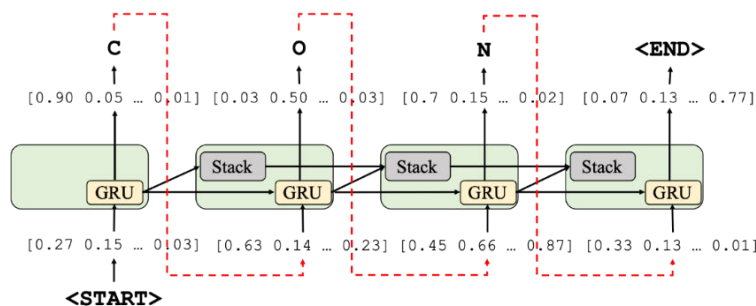 C O N <END>
[0.90 0.05 … 0.01] [0.03 0.50 … 0.03] [0.7 0.15 … 0.02] [0.07 0.13 … 0.77]
Stack Stack Stack
GRU GRU GRU GRU
[0.27 0.15 … 0.03] [0.63 0.14 … 0.23] [0.45 0.66 … 0.87] [0.33 0.13 … 0.01]
<START>